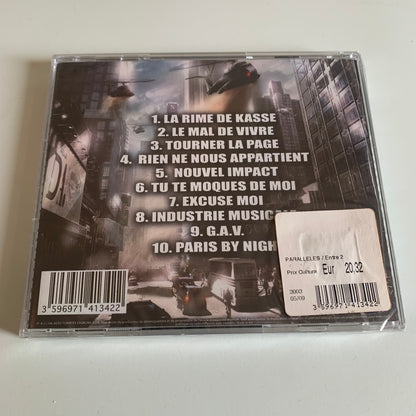 1. LA RIME DE KASSE
2. LE MAL DE VIVRE
3. TOURNER LA PAGE
4. RIEN NE NOUS APPARTIENT
5. NOUVEL IMPACT
6. TU TE MOQUES DE MOI
7. EXCUSE MOI
8. INDUSTRIE MUSIC
9. G.A.V.
10. PARIS BY NIGH
PARALLELES / Entre 2
Prix Culture Eur 20,32
3 596971 413422
3 596971 413422